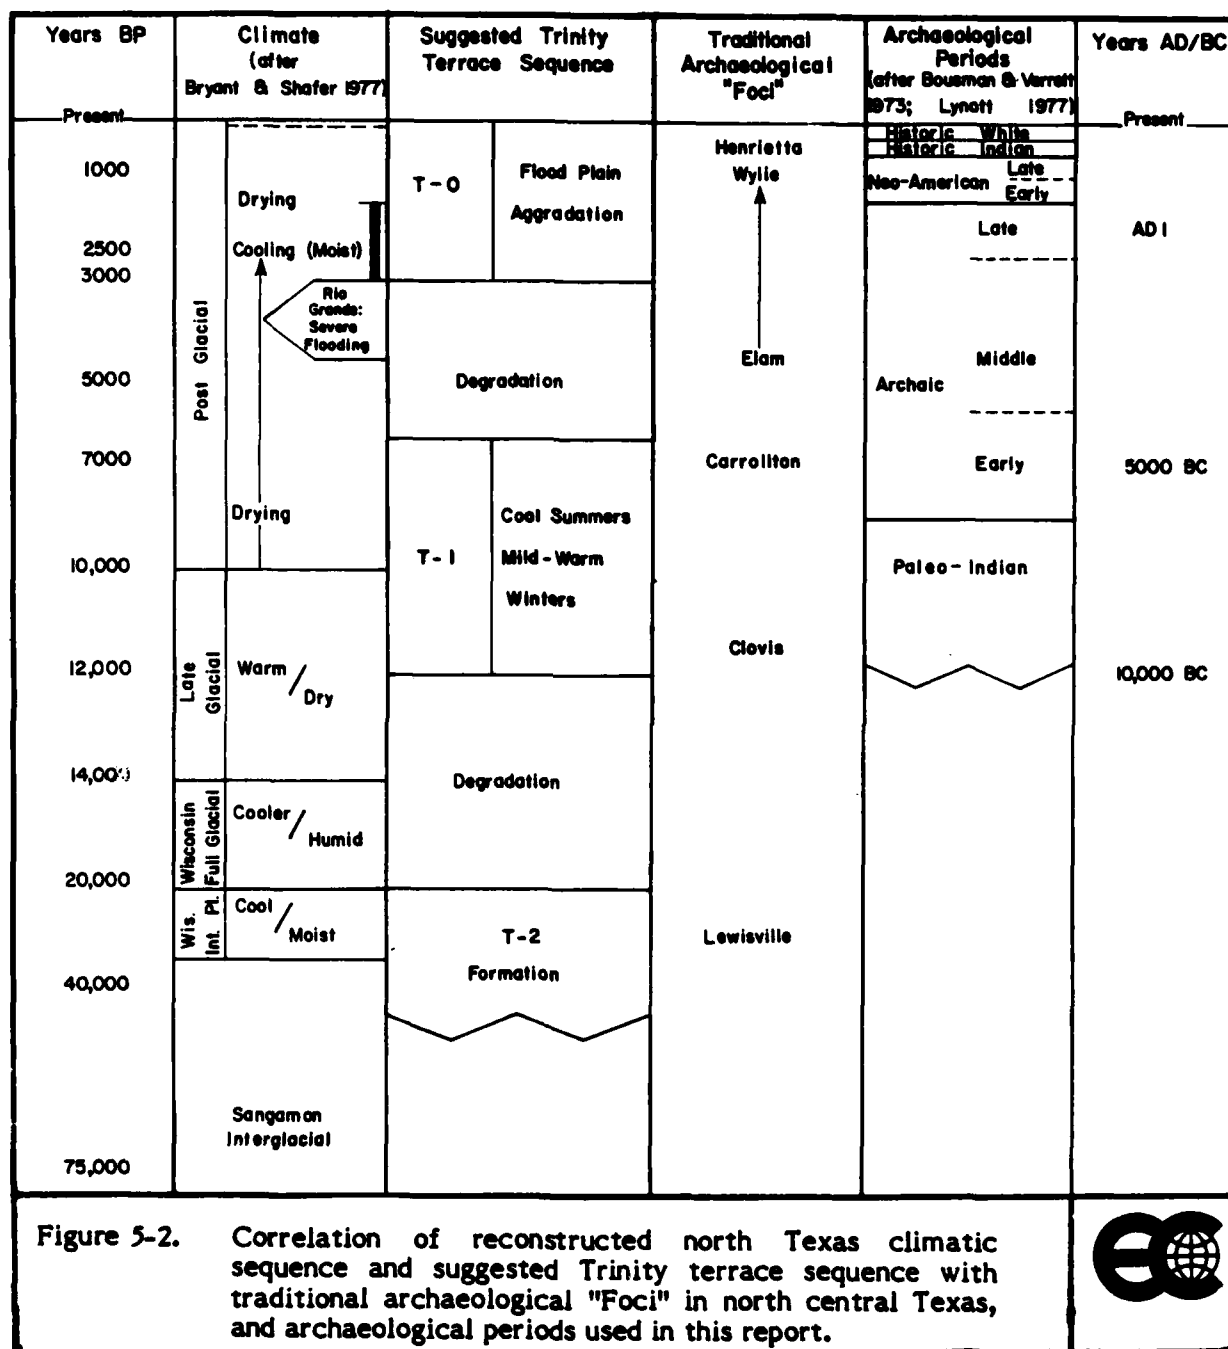 Years BP
Present
1000
2500
3000
5000
7000
10,000
12,000
14,000
20,000
40,000
75,000
Climate
(after
Bryant & Shafer 1977)
Post Glacial
Drying
Cooling (Moist)
Rio
Grande:
Severe
Flooding
Drying
Late
Glacial
Warm /
Dry
Wisconsin
Full Glacial
Cooler /
Humid
Wis.
Int. Pl.
Cool /
Moist
Sangamon
Interglacial
Suggested Trinity
Terrace Sequence
T-0
Flood Plain
Aggradation
Degradation
T-1
Cool Summers
Mild-Warm
Winters
Degradation
T-2
Formation
Traditional
Archaeological
"Foci"
Henrietta
Wylie
Elam
Carrollton
Clovis
Lewisville
Archaeological
Periods
(after Bousman & Verrett
1973; Lynott 1977)
Historic White
Historic Indian
Neo-American
Late
Early
Archaic
Late
Middle
Early
Paleo-Indian
Years AD/BC
Present
AD 1
5000 BC
10,000 BC
Figure 5-2. Correlation of reconstructed north Texas climatic
sequence and suggested Trinity terrace sequence with
traditional archaeological "Foci" in north central Texas,
and archaeological periods used in this report.